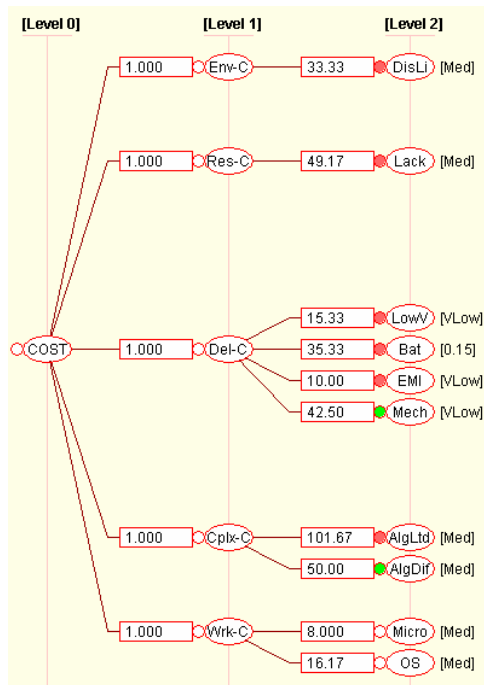 [Level 0] [Level 1] [Level 2]
1.000 Env-C 33.33 DisLi [Med]
1.000 Res-C 49.17 Lack [Med]
15.33 LowV [VLow]
COST 1.000 Del-C 35.33 Bat [0.15]
10.00 EMI [VLow]
42.50 Mech [VLow]
1.000 Cplx-C 101.67 AlgLtd [Med]
50.00 AlgDif [Med]
1.000 Wrk-C 8.000 Micro [Med]
16.17 OS [Med]